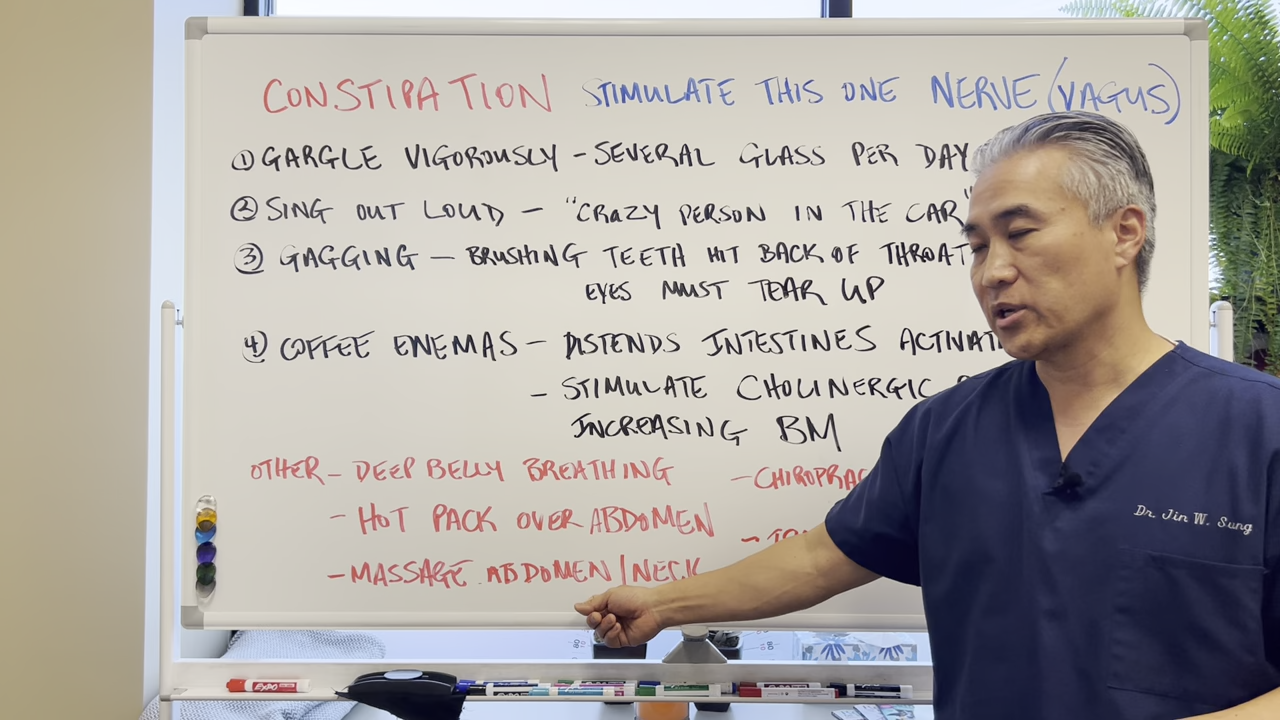 CONSTIPATION STIMULATE THIS ONE NERVE (VAGUS)
① GARGLE VIGOROUSLY - SEVERAL GLASS PER DAY
② SING OUT LOUD - "CRAZY PERSON IN THE CAR"
③ GAGGING - BRUSHING TEETH HIT BACK OF THROAT
EYES MUST TEAR UP
④ COFFEE ENEMAS - DISTENDS INTESTINES
- STIMULATE CHOLINERGIC
INCREASING BM
OTHER - DEEP BELLY BREATHING
- HOT PACK OVER ABDOMEN
- MASSAGE ABDOMEN/NECK
Dr. Jin W. Sung
EXPO